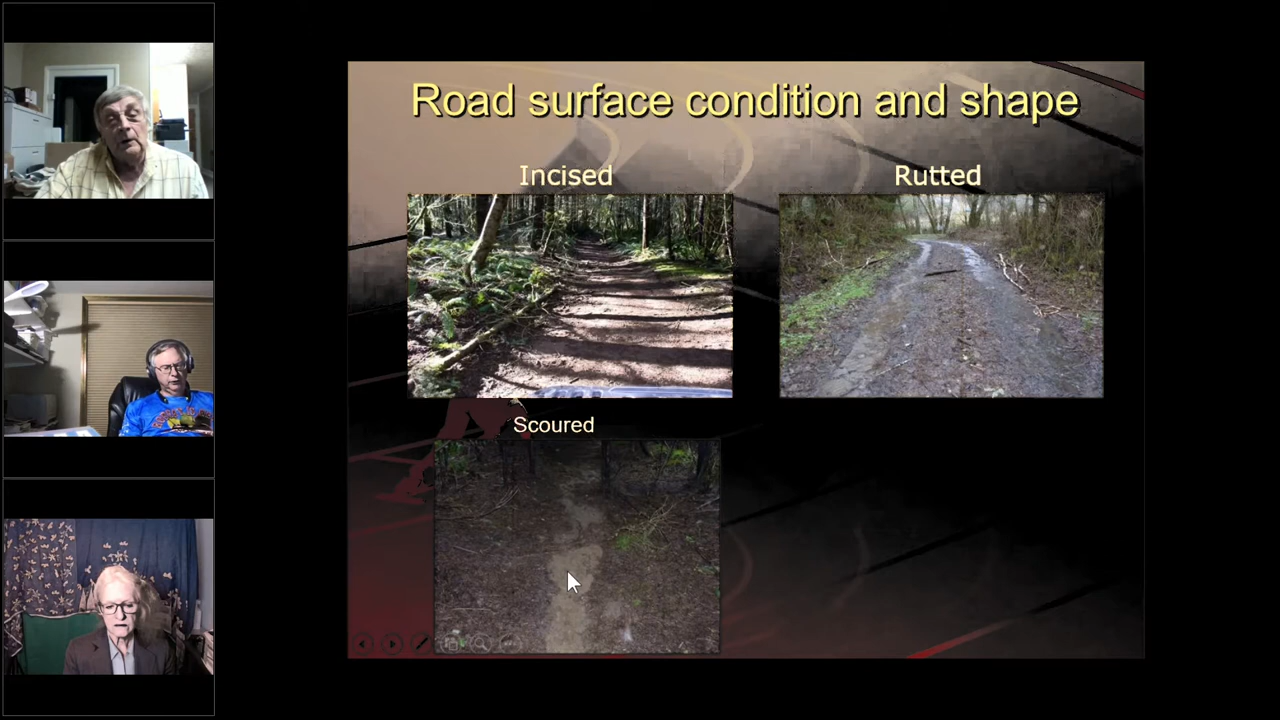 Road surface condition and shape
Incised
Rutted
Scoured